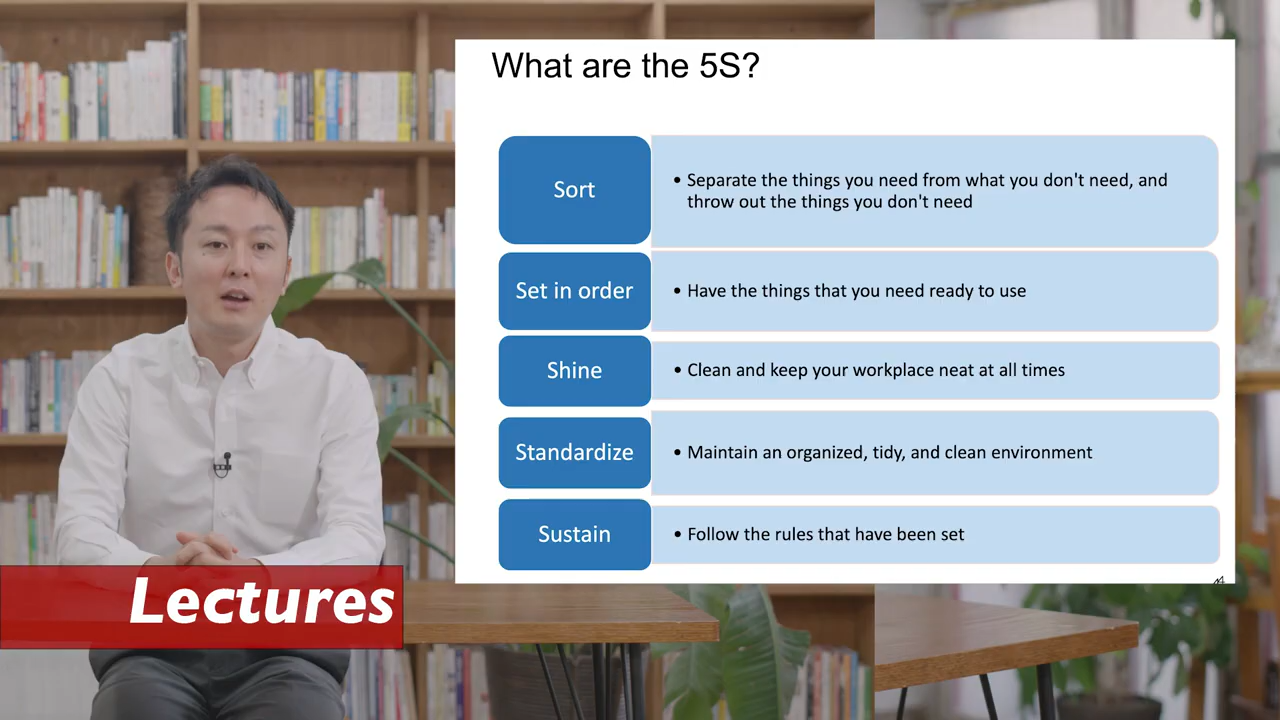 What are the 5S?
Sort
• Separate the things you need from what you don't need, and
throw out the things you don't need
Set in order
• Have the things that you need ready to use
Shine
• Clean and keep your workplace neat at all times
Standardize
• Maintain an organized, tidy, and clean environment
Sustain
• Follow the rules that have been set
Lectures